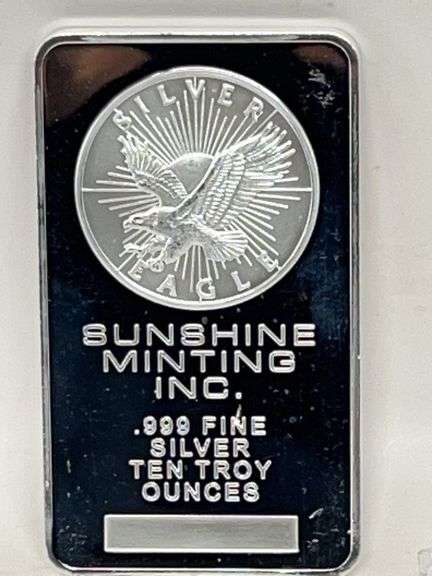 SILVER
EAGLE
SUNSHINE
MINTING
INC.
.999 FINE
SILVER
TEN TROY
OUNCES